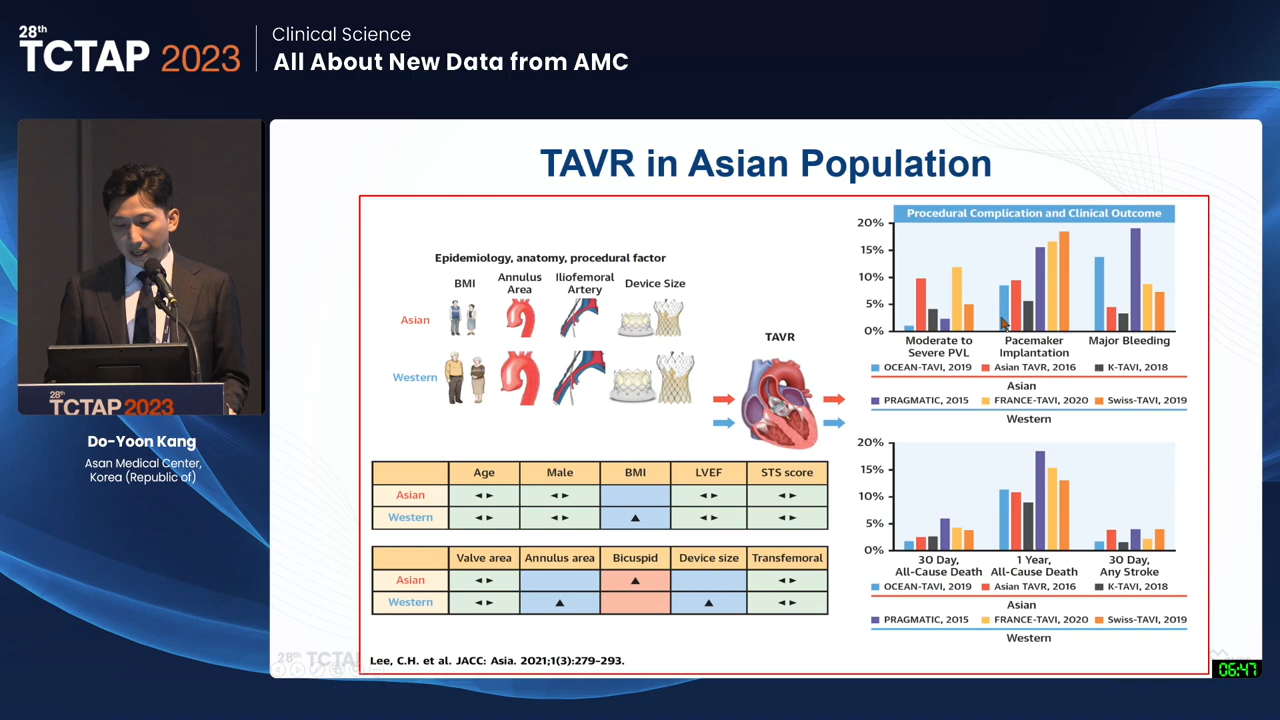 28th
TCTAP 2023
Clinical Science
All About New Data from AMC
28th
TCTAP2023
Do-Yoon Kang
Asan Medical Center,
Korea (Republic of)
TAVR in Asian Population
Epidemiology, anatomy, procedural factor
BMI
Annulus
Area
Iliofemoral
Artery
Device Size
Asian
Western
TAVR
Age Male BMI LVEF STS score
Asian ◄► ◄► ◄► ◄►
Western ◄► ◄► ▲ ◄► ◄►
Valve area Annulus area Bicuspid Device size Transfemoral
Asian ◄► ▲ ◄►
Western ◄► ▲ ▲ ◄►
Procedural Complication and Clinical Outcome
20%
15%
10%
5%
0%
Moderate to
Severe PVL
Pacemaker
Implantation
Major Bleeding
OCEAN-TAVI, 2019 Asian TAVR, 2016 K-TAVI, 2018
Asian
PRAGMATIC, 2015 FRANCE-TAVI, 2020 Swiss-TAVI, 2019
Western
20%
15%
10%
5%
0%
30 Day,
All-Cause Death
1 Year,
All-Cause Death
30 Day,
Any Stroke
OCEAN-TAVI, 2019 Asian TAVR, 2016 K-TAVI, 2018
Asian
PRAGMATIC, 2015 FRANCE-TAVI, 2020 Swiss-TAVI, 2019
Western
28th TCTAP
Lee, C.H. et al. JACC: Asia. 2021;1(3):279–293.
06:47